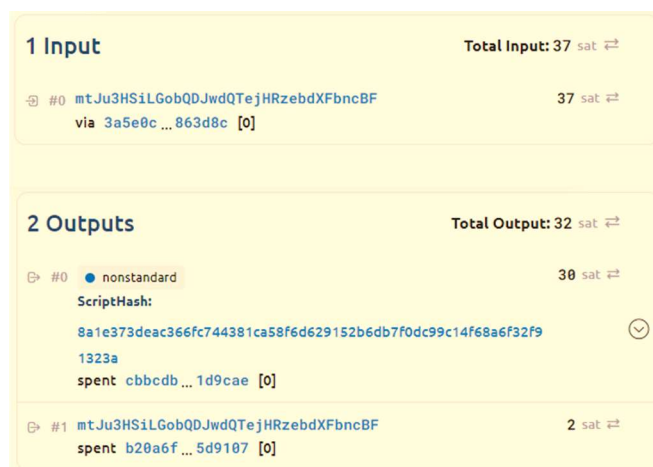 1 Input
Total Input: 37 sat
#0 mtJu3HSiLGobQDJwdQTejHRzebdXFbncBF 37 sat
via 3a5e0c…863d8c [0]
2 Outputs
Total Output: 32 sat
#0 nonstandard 30 sat
ScriptHash:
8a1e373deac366fc744381ca58f6d629152b6db7f0dc99c14f68a6f32f9
1323a
spent cbbcdb…1d9cae [0]
#1 mtJu3HSiLGobQDJwdQTejHRzebdXFbncBF 2 sat
spent b20a6f…5d9107 [0]